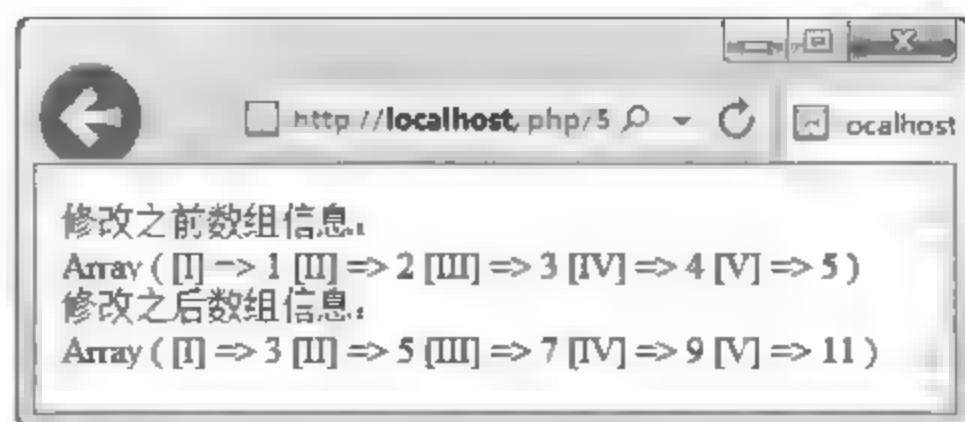 http://localhost/php/5
ocalhost
修改之前数组信息:
Array ( [I] => 1 [II] => 2 [III] => 3 [IV] => 4 [V] => 5 )
修改之后数组信息:
Array ( [I] => 3 [II] => 5 [III] => 7 [IV] => 9 [V] => 11 )